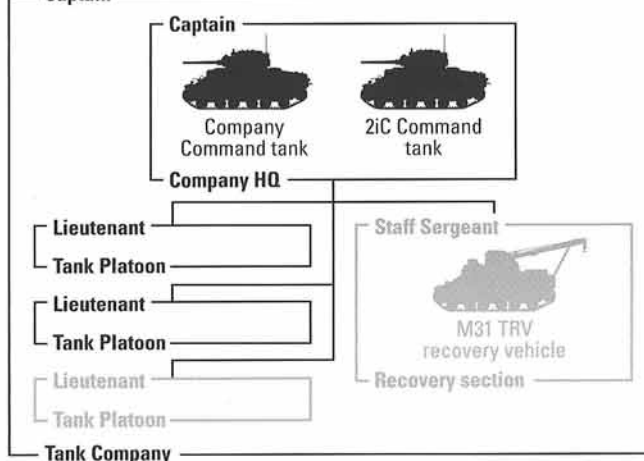 Captain
Captain
Company
Command tank
2iC Command
tank
Company HQ
Lieutenant
Tank Platoon
Lieutenant
Tank Platoon
Lieutenant
Tank Platoon
Staff Sergeant
M31 TRV
recovery vehicle
Recovery section
Tank Company